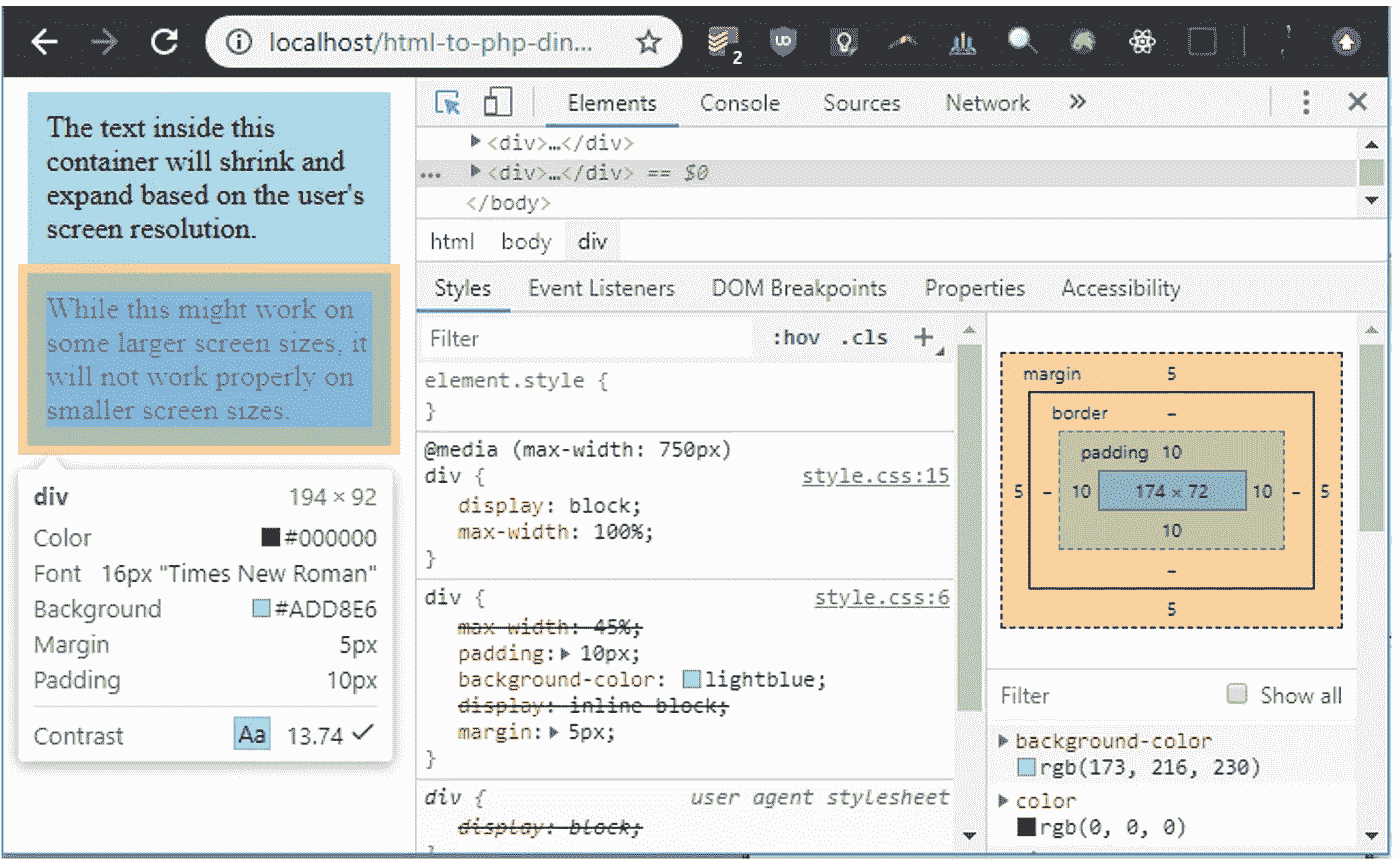 localhost/html-to-php-din...
2
The text inside this
container will shrink and
expand based on the user's
screen resolution.
While this might work on
some larger screen sizes, it
will not work properly on
smaller screen sizes.
div 194 × 92
Color #000000
Font 16px "Times New Roman"
Background #ADD8E6
Margin 5px
Padding 10px
Contrast Aa 13.74
Elements Console Sources Network »
<div>…</div>
… <div>…</div> == $0
</body>
html body div
Styles Event Listeners DOM Breakpoints Properties Accessibility
Filter :hov .cls +
element.style {
}
@media (max-width: 750px)
div { style.css:15
display: block;
max-width: 100%;
}
div { style.css:6
max-width: 45%;
padding: 10px;
background-color: lightblue;
display: inline-block;
margin: 5px;
}
div { user agent stylesheet
display: block;
margin 5
border –
padding 10
5 – 10 174 × 72 10 – 5
10
–
5
Filter Show all
background-color
rgb(173, 216, 230)
color
rgb(0, 0, 0)